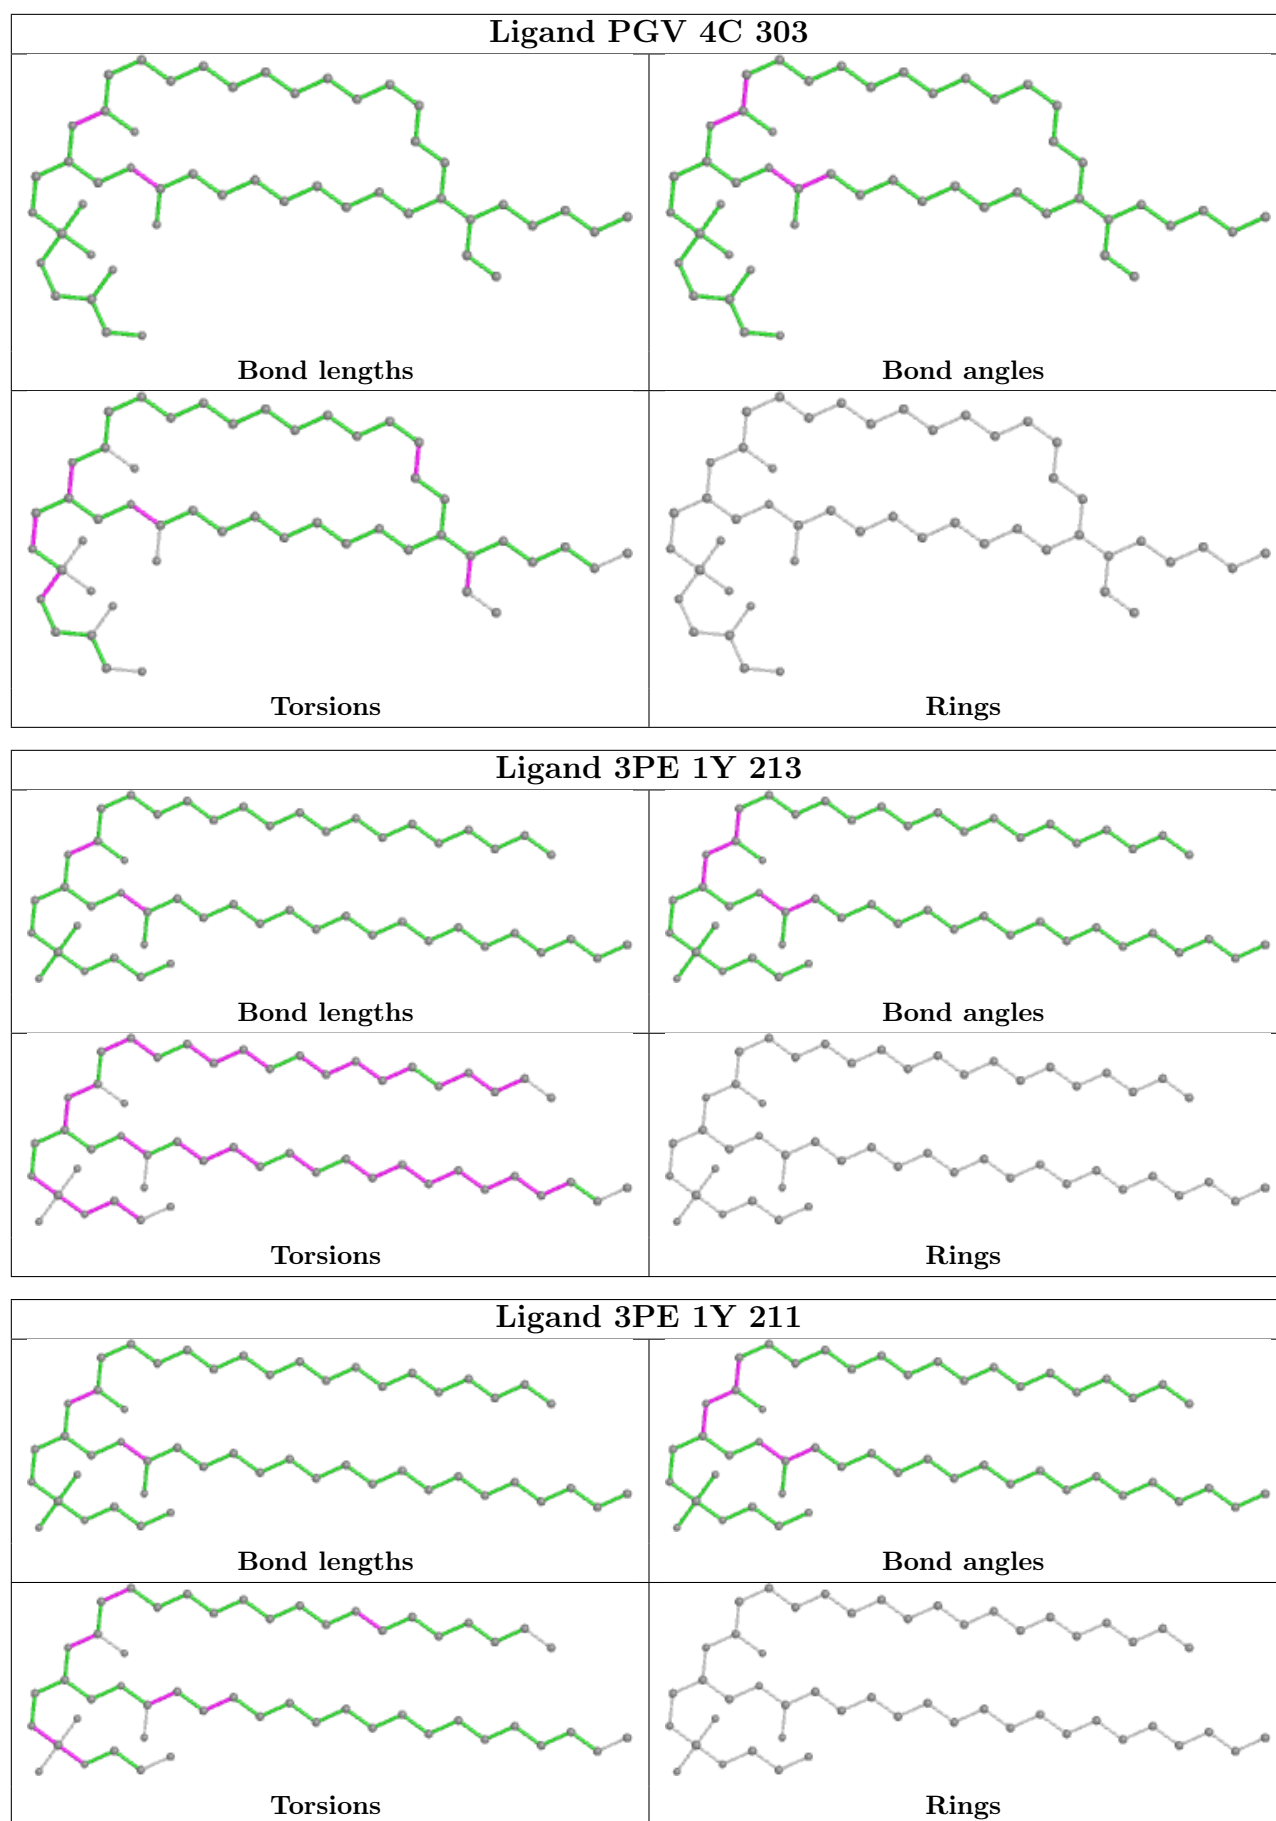 Ligand PGV 4C 303
Bond lengths
Bond angles
Torsions
Rings
Ligand 3PE 1Y 213
Bond lengths
Bond angles
Torsions
Rings
Ligand 3PE 1Y 211
Bond lengths
Bond angles
Torsions
Rings